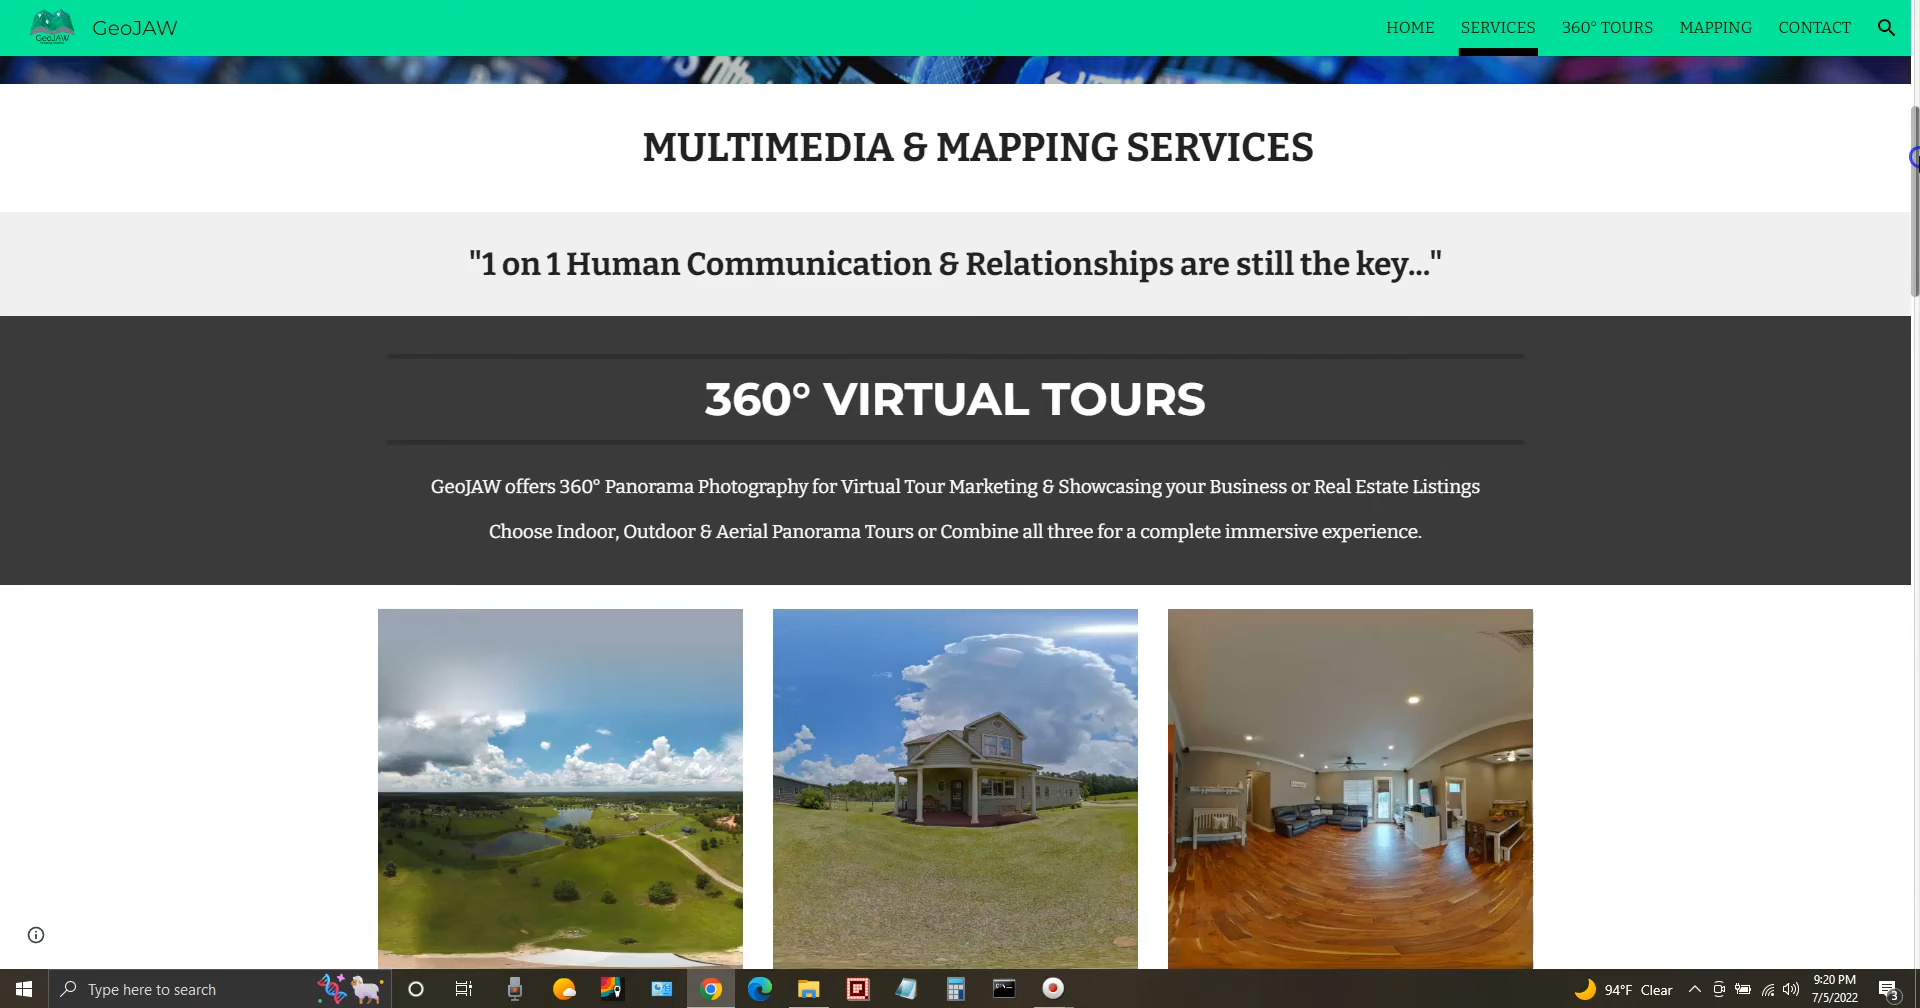 GeoJAW
GeoJAW
HOME
SERVICES
360° TOURS
MAPPING
CONTACT
MULTIMEDIA & MAPPING SERVICES
"1 on 1 Human Communication & Relationships are still the key..."
360° VIRTUAL TOURS
GeoJAW offers 360° Panorama Photography for Virtual Tour Marketing & Showcasing your Business or Real Estate Listings
Choose Indoor, Outdoor & Aerial Panorama Tours or Combine all three for a complete immersive experience.
Type here to search
94°F Clear
9:20 PM
7/5/2022
3